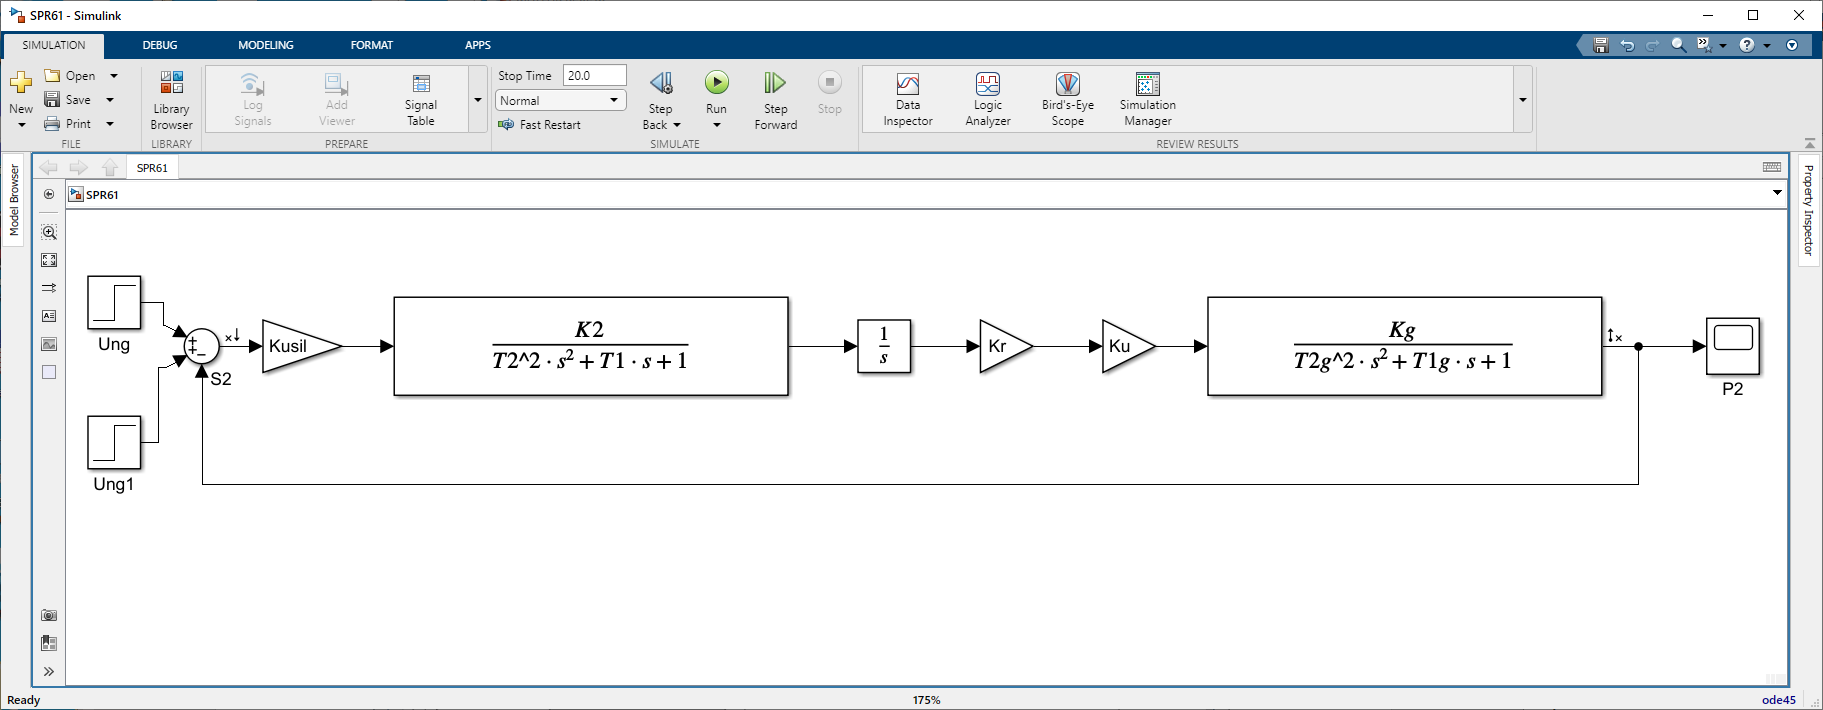 SPR61 - Simulink
SIMULATION DEBUG MODELING FORMAT APPS
New
Open
Save
Print
FILE
Library
Browser
LIBRARY
Log
Signals
Add
Viewer
Signal
Table
PREPARE
Stop Time 20.0
Normal
Fast Restart
Step
Back
Run
Step
Forward
Stop
SIMULATE
Data
Inspector
Logic
Analyzer
Bird's-Eye
Scope
Simulation
Manager
REVIEW RESULTS
Model Browser
SPR61
SPR61
Property Inspector
Ung
Ung1
S2
Kusil
K2
T2^2 · s² + T1 · s + 1
1
s
Kr
Ku
Kg
T2g^2 · s² + T1g · s + 1
P2
Ready 175% ode45